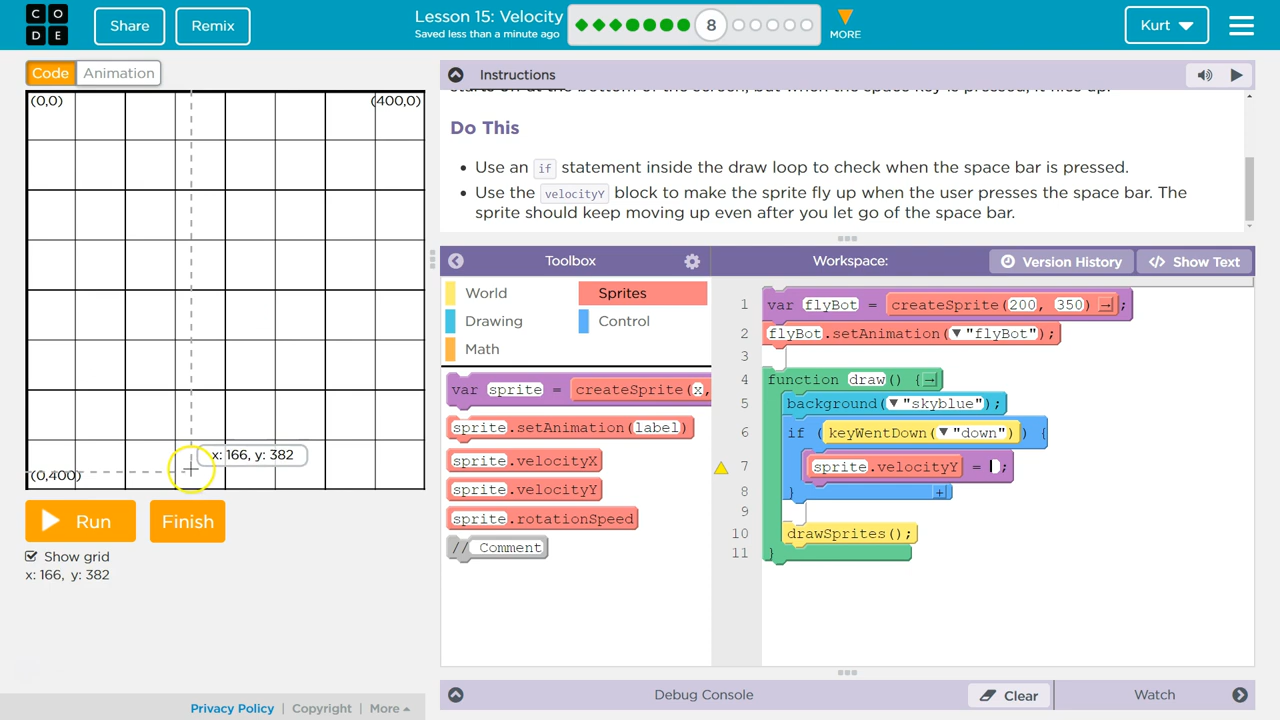 C O
D E
Share
Remix
Lesson 15: Velocity
Saved less than a minute ago
8
MORE
Kurt
Code
Animation
(0,0)
(400,0)
x: 166, y: 382
(0,400)
Run
Finish
Show grid
x: 166, y: 382
Privacy Policy | Copyright | More
Instructions
Do This
Use an if statement inside the draw loop to check when the space bar is pressed.
Use the velocityY block to make the sprite fly up when the user presses the space bar. The
sprite should keep moving up even after you let go of the space bar.
Toolbox
World
Sprites
Drawing
Control
Math
var sprite = createSprite(x,
sprite.setAnimation(label)
sprite.velocityX
sprite.velocityY
sprite.rotationSpeed
// Comment
Workspace:
Version History
</> Show Text
1 var flyBot = createSprite(200, 350);
2 flyBot.setAnimation("flyBot");
3
4 function draw() {
5 background("skyblue");
6 if (keyWentDown("down")) {
7 sprite.velocityY = ;
8 }
9
10 drawSprites();
11 }
Debug Console
Clear
Watch